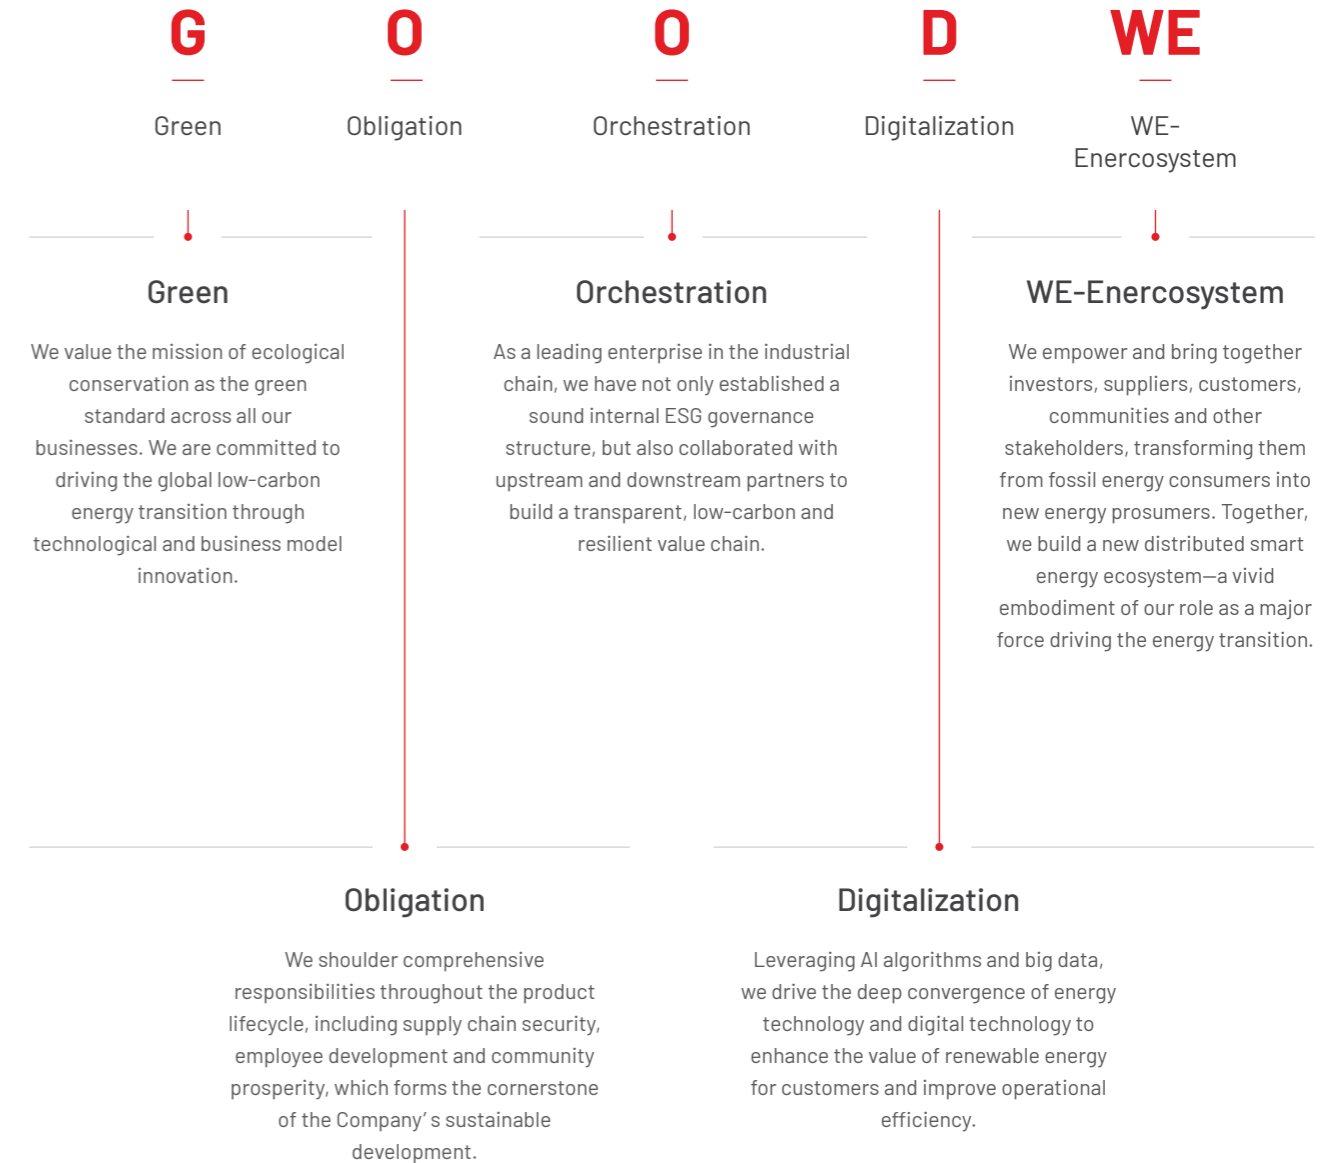 G
O
O
D
WE
Green
Obligation
Orchestration
Digitalization
WE-
Enercosystem
Green
We value the mission of ecological
conservation as the green
standard across all our
businesses. We are committed to
driving the global low-carbon
energy transition through
technological and business model
innovation.
Orchestration
As a leading enterprise in the industrial
chain, we have not only established a
sound internal ESG governance
structure, but also collaborated with
upstream and downstream partners to
build a transparent, low-carbon and
resilient value chain.
WE-Enercosystem
We empower and bring together
investors, suppliers, customers,
communities and other
stakeholders, transforming them
from fossil energy consumers into
new energy prosumers. Together,
we build a new distributed smart
energy ecosystem—a vivid
embodiment of our role as a major
force driving the energy transition.
Obligation
We shoulder comprehensive
responsibilities throughout the product
lifecycle, including supply chain security,
employee development and community
prosperity, which forms the cornerstone
of the Company’ s sustainable
development.
Digitalization
Leveraging AI algorithms and big data,
we drive the deep convergence of energy
technology and digital technology to
enhance the value of renewable energy
for customers and improve operational
efficiency.